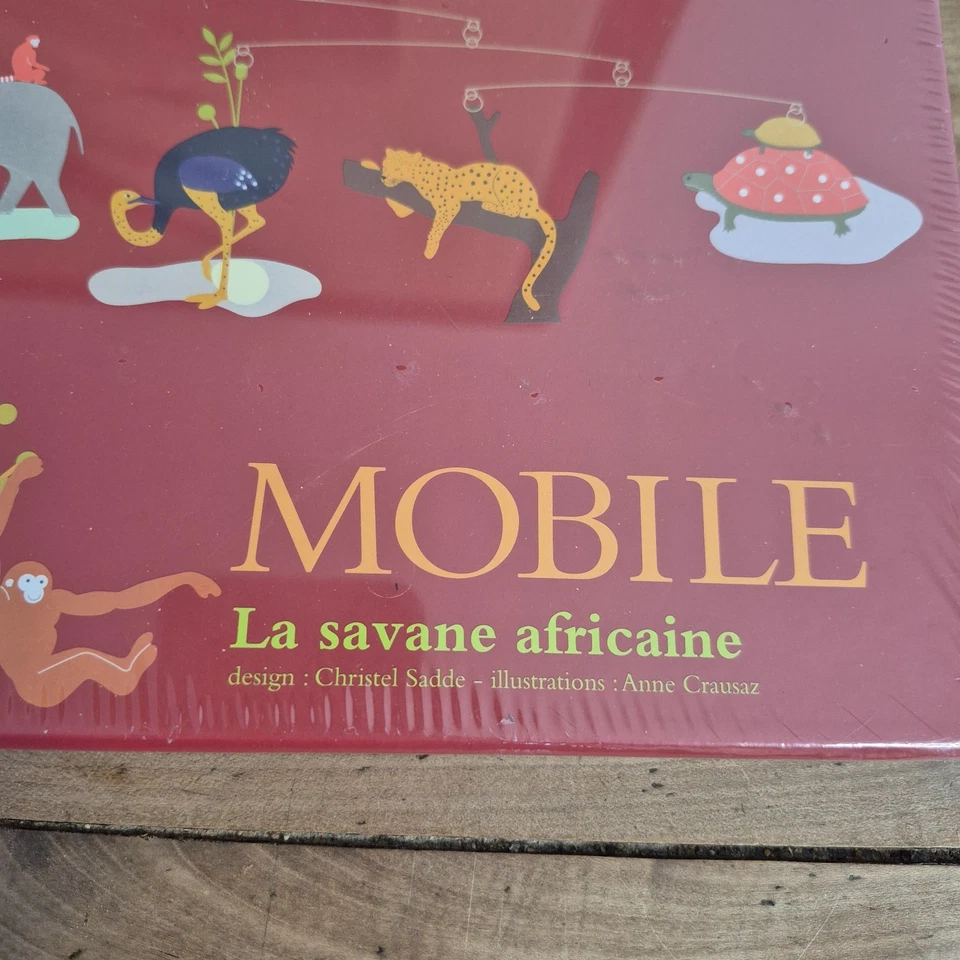 MOBILE
La savane africaine
design : Christel Sadde - illustrations : Anne Crausaz